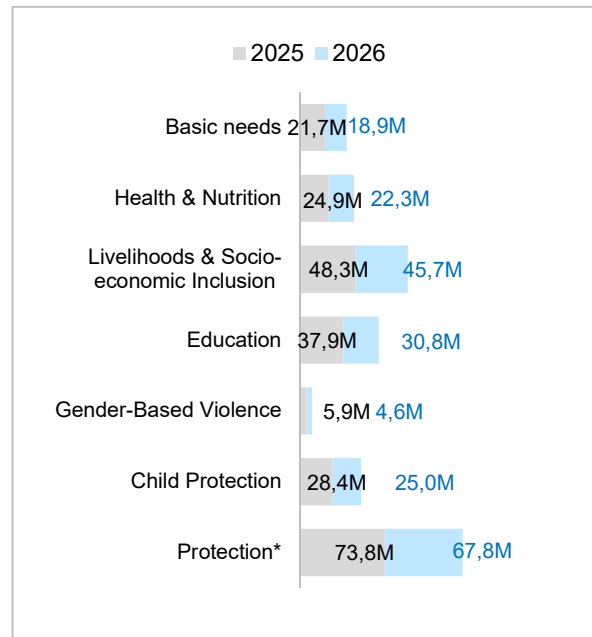 2025 2026
Basic needs 21,7M 18,9M
Health & Nutrition 24,9M 22,3M
Livelihoods & Socio-
economic Inclusion 48,3M 45,7M
Education 37,9M 30,8M
Gender-Based Violence 5,9M 4,6M
Child Protection 28,4M 25,0M
Protection* 73,8M 67,8M